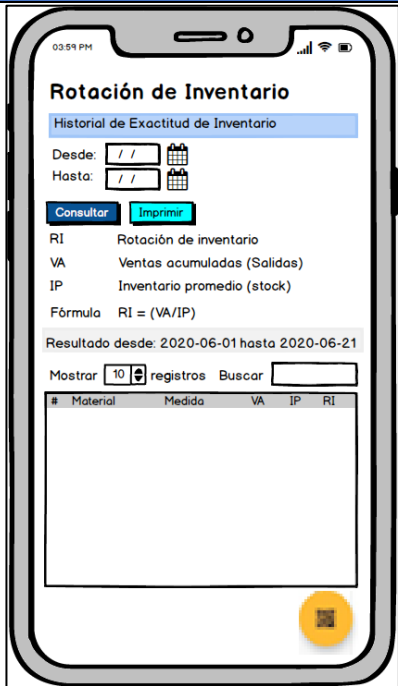 03:59 PM
Rotación de Inventario
Historial de Exactitud de Inventario
Desde: / /
Hasta: / /
Consultar Imprimir
RI Rotación de inventario
VA Ventas acumuladas (Salidas)
IP Inventario promedio (stock)
Fórmula RI = (VA/IP)
Resultado desde: 2020-06-01 hasta 2020-06-21
Mostrar 10 registros Buscar
# Material Medida VA IP RI